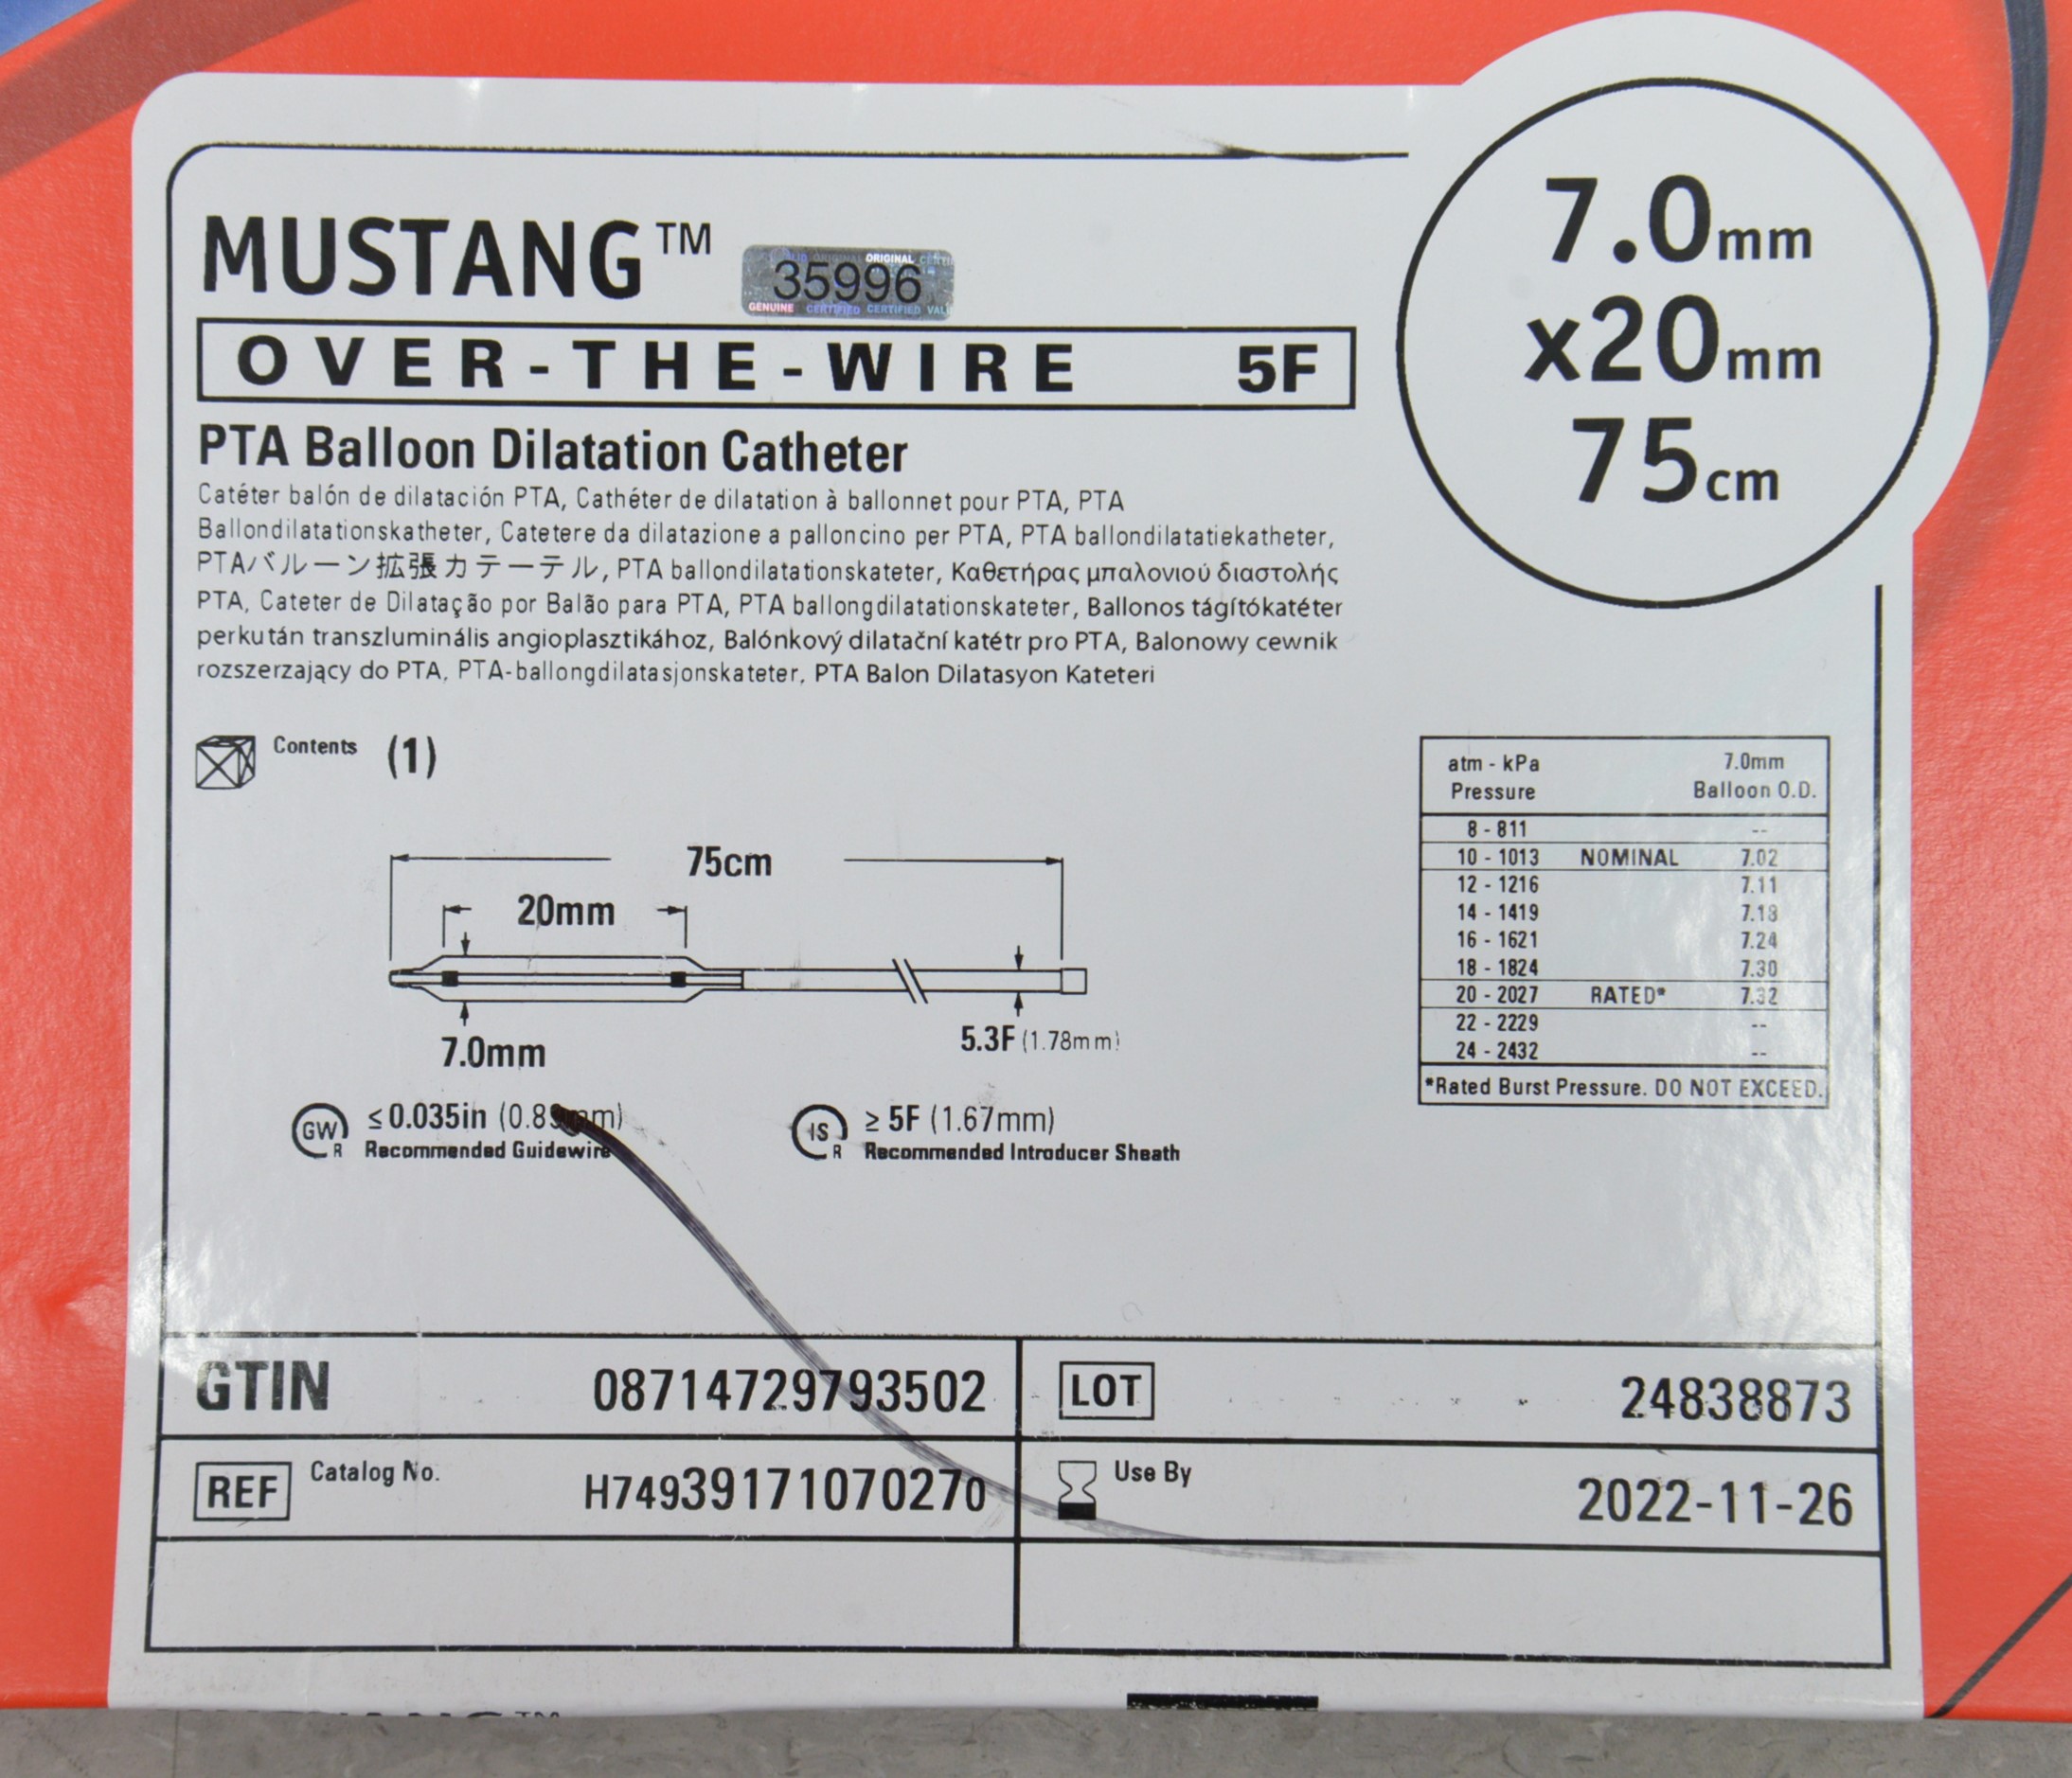 MUSTANG™
35996
ORIGINAL
GENUINE CERTIFIED CERTIFIED
OVER-THE-WIRE 5F
7.0mm
x20mm
75cm
PTA Balloon Dilatation Catheter
Catéter balón de dilatación PTA, Cathéter de dilatation à ballonnet pour PTA, PTA
Ballondilatationskatheter, Catetere da dilatazione a palloncino per PTA, PTA ballondilatatiekatheter,
PTAバルーン拡張カテーテル, PTA ballondilatationskateter, Καθετήρας μπαλονιού διαστολής
PTA, Cateter de Dilatação por Balão para PTA, PTA ballongdilatationskateter, Ballonos tágítókatéter
perkután transzluminális angioplasztikához, Balónkový dilatační katétr pro PTA, Balonowy cewnik
rozszerzający do PTA, PTA-ballongdilatasjonskateter, PTA Balon Dilatasyon Kateteri
Contents (1)
75cm
20mm
7.0mm
5.3F (1.78mm)
GW R ≤ 0.035in
Recommended Guidewire
IS R ≥ 5F (1.67mm)
Recommended Introducer Sheath
atm - kPa 7.0mm
Pressure Balloon O.D.
8 - 811 --
10 - 1013 NOMINAL 7.02
12 - 1216 7.11
14 - 1419 7.18
16 - 1621 7.24
18 - 1824 7.30
20 - 2027 RATED* 7.32
22 - 2229 --
24 - 2432 --
*Rated Burst Pressure. DO NOT EXCEED.
GTIN 08714729793502
LOT 24838873
REF Catalog No. H74939171070270
Use By 2022-11-26